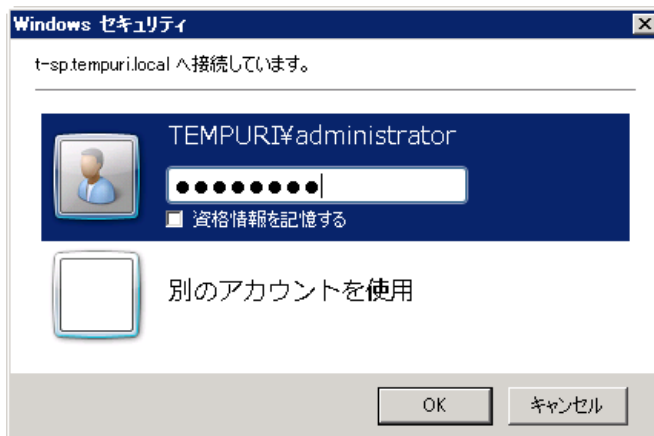 Windows セキュリティ
t-sp.tempuri.local へ接続しています。
TEMPURI¥administrator
●●●●●●●●
資格情報を記憶する
別のアカウントを使用
OK
キャンセル